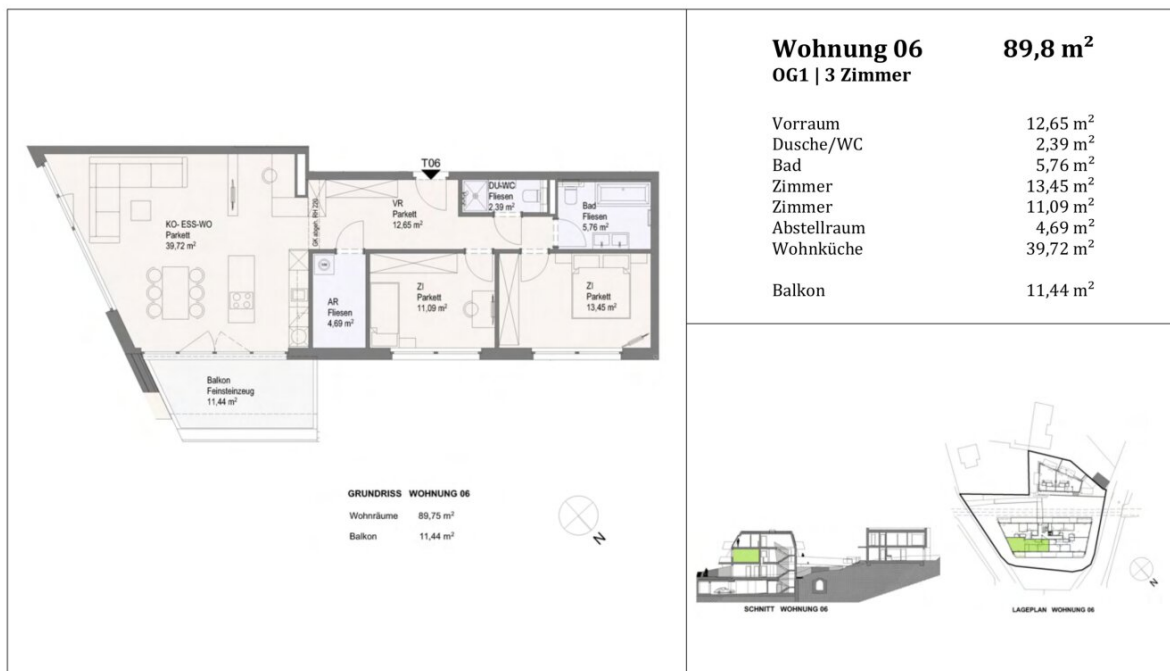 Wohnung 06 89,8 m²
OG1 | 3 Zimmer
Vorraum 12,65 m²
Dusche/WC 2,39 m²
Bad 5,76 m²
Zimmer 13,45 m²
Zimmer 11,09 m²
Abstellraum 4,69 m²
Wohnküche 39,72 m²
Balkon 11,44 m²
T06
KO- ESS-WO
Parkett
39,72 m²
GK abgeh. RH 220
VR
Parkett
12,65 m²
DU-WC
Fliesen
2,39 m²
Bad
Fliesen
5,76 m²
AR
Fliesen
4,69 m²
ZI
Parkett
11,09 m²
ZI
Parkett
13,45 m²
Balkon
Feinsteinzeug
11,44 m²
GRUNDRISS WOHNUNG 06
Wohnräume 89,75 m²
Balkon 11,44 m²
N
SCHNITT WOHNUNG 06
LAGEPLAN WOHNUNG 06
N